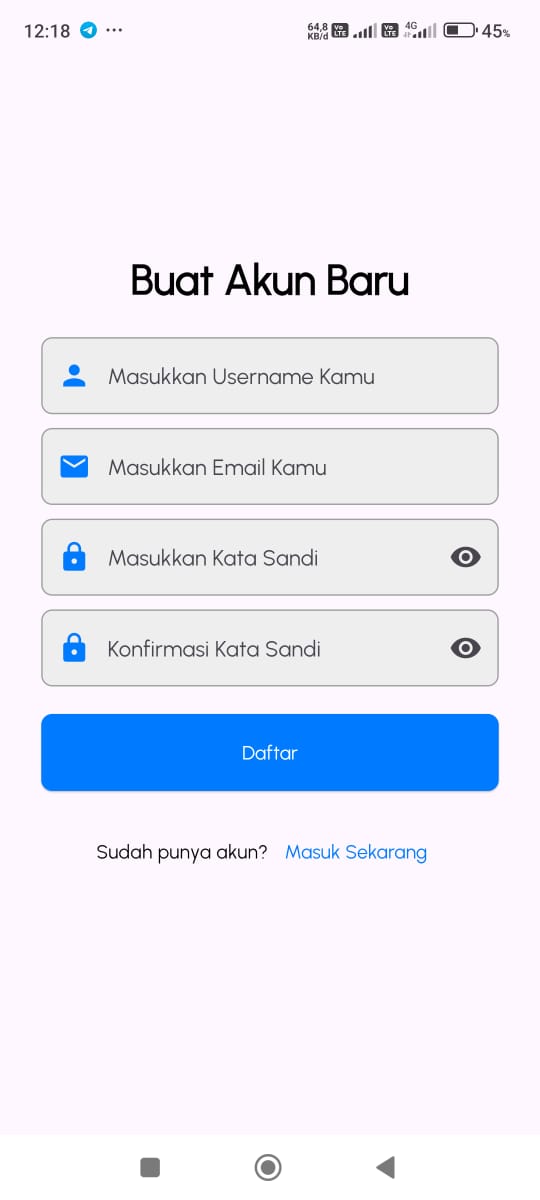 12:18 ... 64,8 KB/d Vo LTE Vo LTE 4G 45%
Buat Akun Baru
Masukkan Username Kamu
Masukkan Email Kamu
Masukkan Kata Sandi
Konfirmasi Kata Sandi
Daftar
Sudah punya akun? Masuk Sekarang